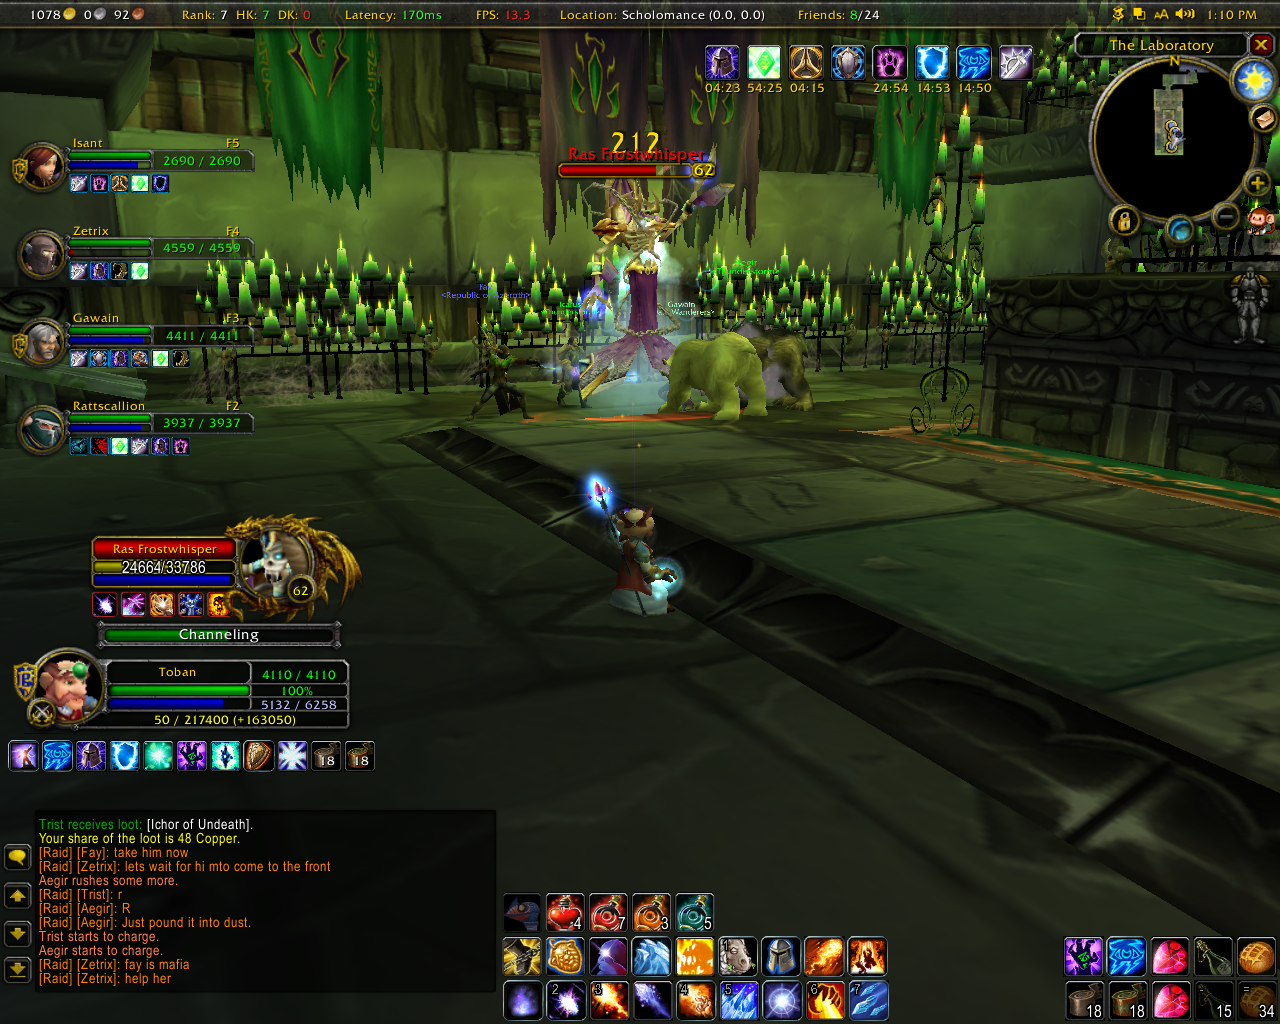 1078 0 92 Rank: 7 HK: 7 DK: 0 Latency: 170ms FPS: 13.3 Location: Scholomance (0.0, 0.0) Friends: 8/24 1:10 PM
The Laboratory
N
04:23 54:25 04:15 24:54 14:53 14:50
212
Ras Frostwhisper
62
Isant F5
2690 / 2690
Zetrix F4
4559 / 4559
Gawain F3
4411 / 4411
Rattscallion F2
3937 / 3937
<Republic of Azeroth>
Gawain
Ras Frostwhisper
24664/33786
62
Channeling
Toban
4110 / 4110
100%
5132 / 6258
50 / 217400 (+163050)
18 18
Trist receives loot: [Ichor of Undeath].
Your share of the loot is 48 Copper.
[Raid] [Fay]: take him now
[Raid] [Zetrix]: lets wait for hi mto come to the front
Aegir rushes some more.
[Raid] [Trist]: r
[Raid] [Aegir]: R
[Raid] [Aegir]: Just pound it into dust.
Trist starts to charge.
Aegir starts to charge.
[Raid] [Zetrix]: fay is mafia
[Raid] [Zetrix]: help her
4 7 3 5
1
2 3 4 5 6 7
18 18 15 34